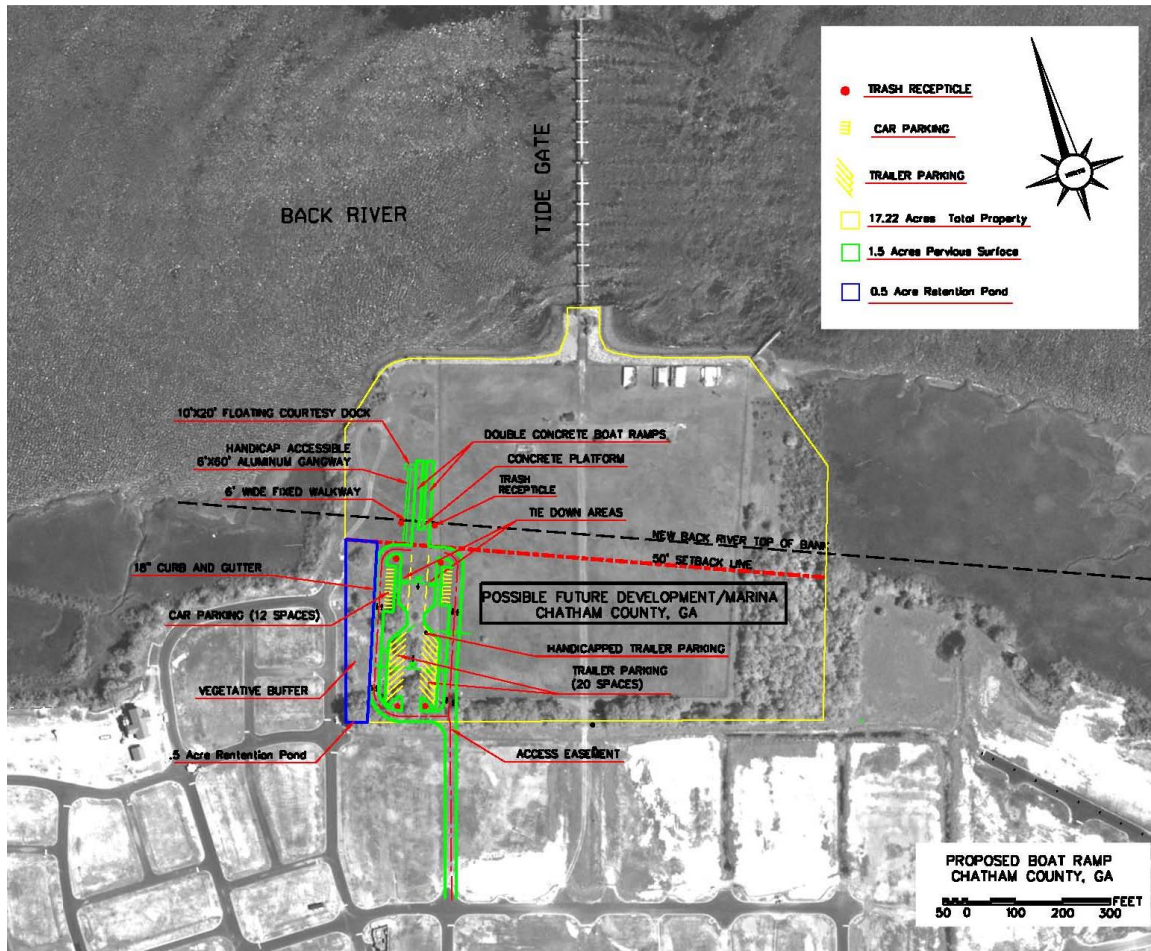 TRASH RECEPTICLE
CAR PARKING
TRAILER PARKING
17.22 Acres Total Property
1.5 Acres Pervious Surface
0.5 Acre Retention Pond
BACK RIVER
TIDE GATE
10'X20' FLOATING COURTESY DOCK
HANDICAP ACCESSIBLE
6'X60' ALUMINUM GANGWAY
6' WIDE FIXED WALKWAY
DOUBLE CONCRETE BOAT RAMPS
CONCRETE PLATFORM
TRASH
RECEPTICLE
TIE DOWN AREAS
NEW BACK RIVER TOP OF BANK
50' SETBACK LINE
18" CURB AND GUTTER
CAR PARKING (12 SPACES)
POSSIBLE FUTURE DEVELOPMENT/MARINA
CHATHAM COUNTY, GA
HANDICAPPED TRAILER PARKING
TRAILER PARKING
(20 SPACES)
VEGETATIVE BUFFER
.5 Acre Rentention Pond
ACCESS EASEMENT
PROPOSED BOAT RAMP
CHATHAM COUNTY, GA
50 0 100 200 300 FEET